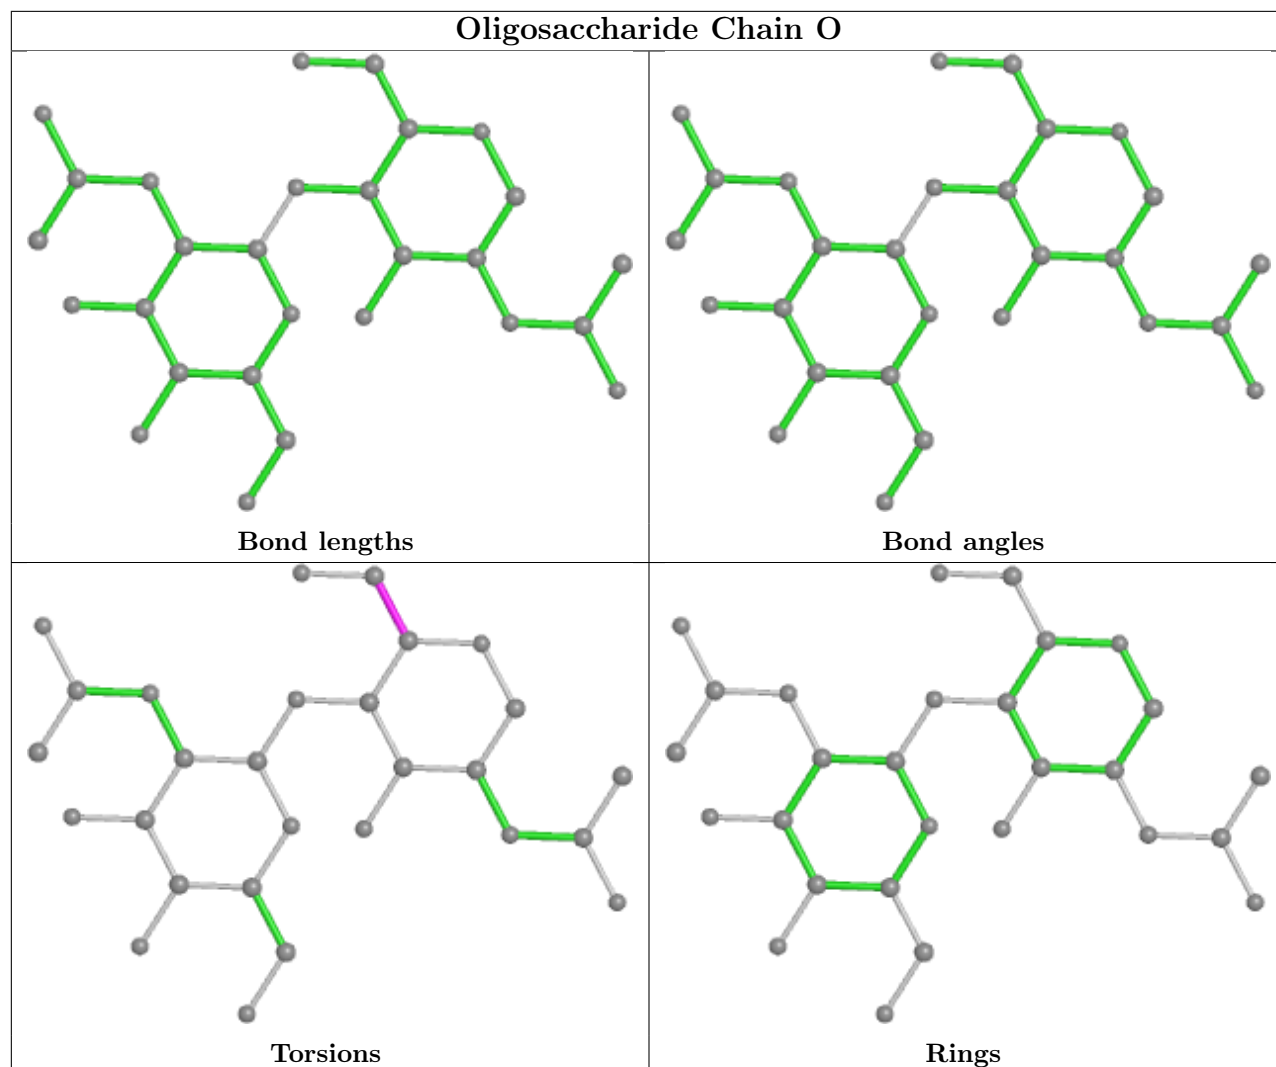 Oligosaccharide Chain O
Bond lengths
Bond angles
Torsions
Rings